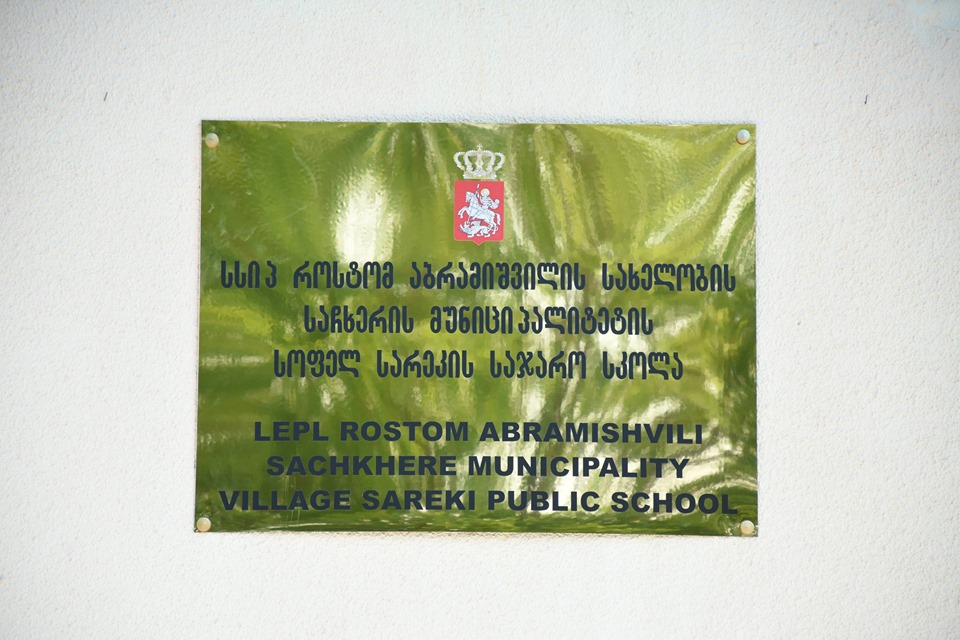 სსიპ როსტომ აბრამიშვილის სახელობის
საჩხერის მუნიციპალიტეტის
სოფელ სარეკის საჯარო სკოლა
LEPL ROSTOM ABRAMISHVILI
SACHKHERE MUNICIPALITY
VILLAGE SAREKI PUBLIC SCHOOL